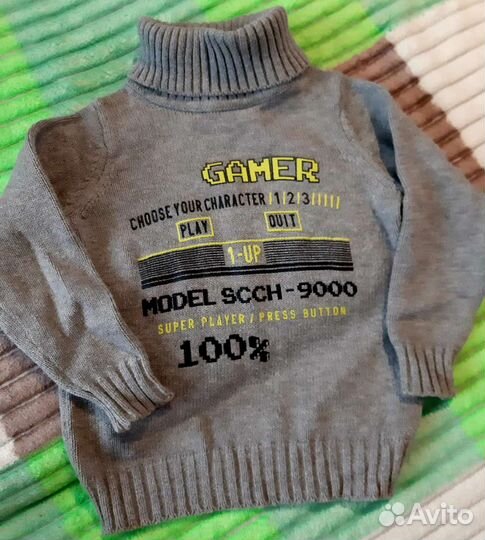 GAMER
CHOOSE YOUR CHARACTER /1/2/3/////
PLAY QUIT
1-UP
MODEL SCCH-9000
SUPER PLAYER / PRESS BUTTON
100%
Avito